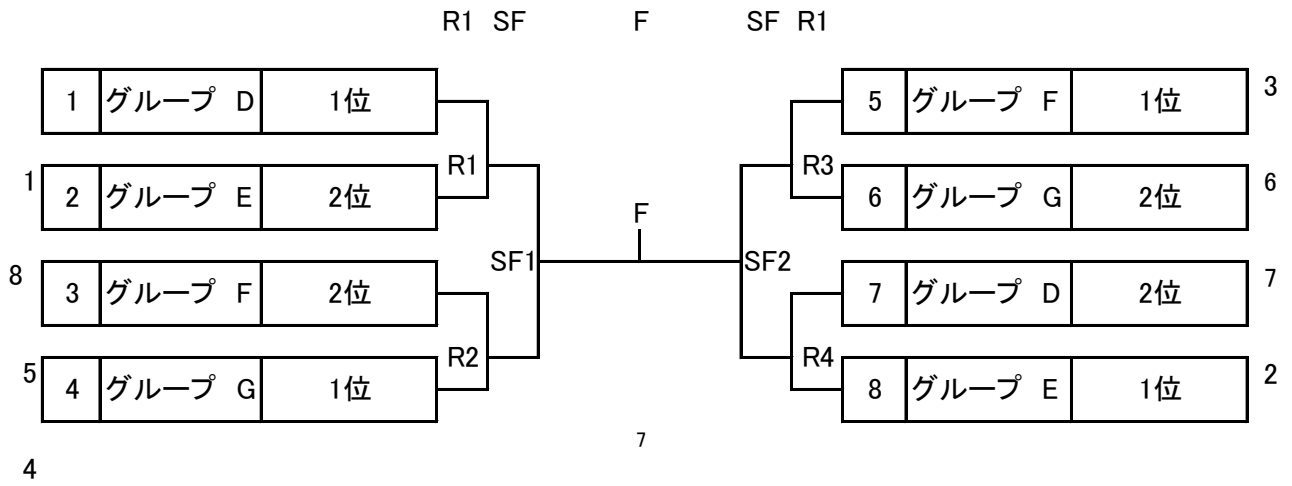 R1 SF F SF R1
1 グループ D 1位 5 グループ F 1位 3
R1 R3
1 2 グループ E 2位 6 グループ G 2位 6
F
SF1 SF2
8 3 グループ F 2位 7 グループ D 2位 7
R2 R4
5 4 グループ G 1位 8 グループ E 1位 2
7
4